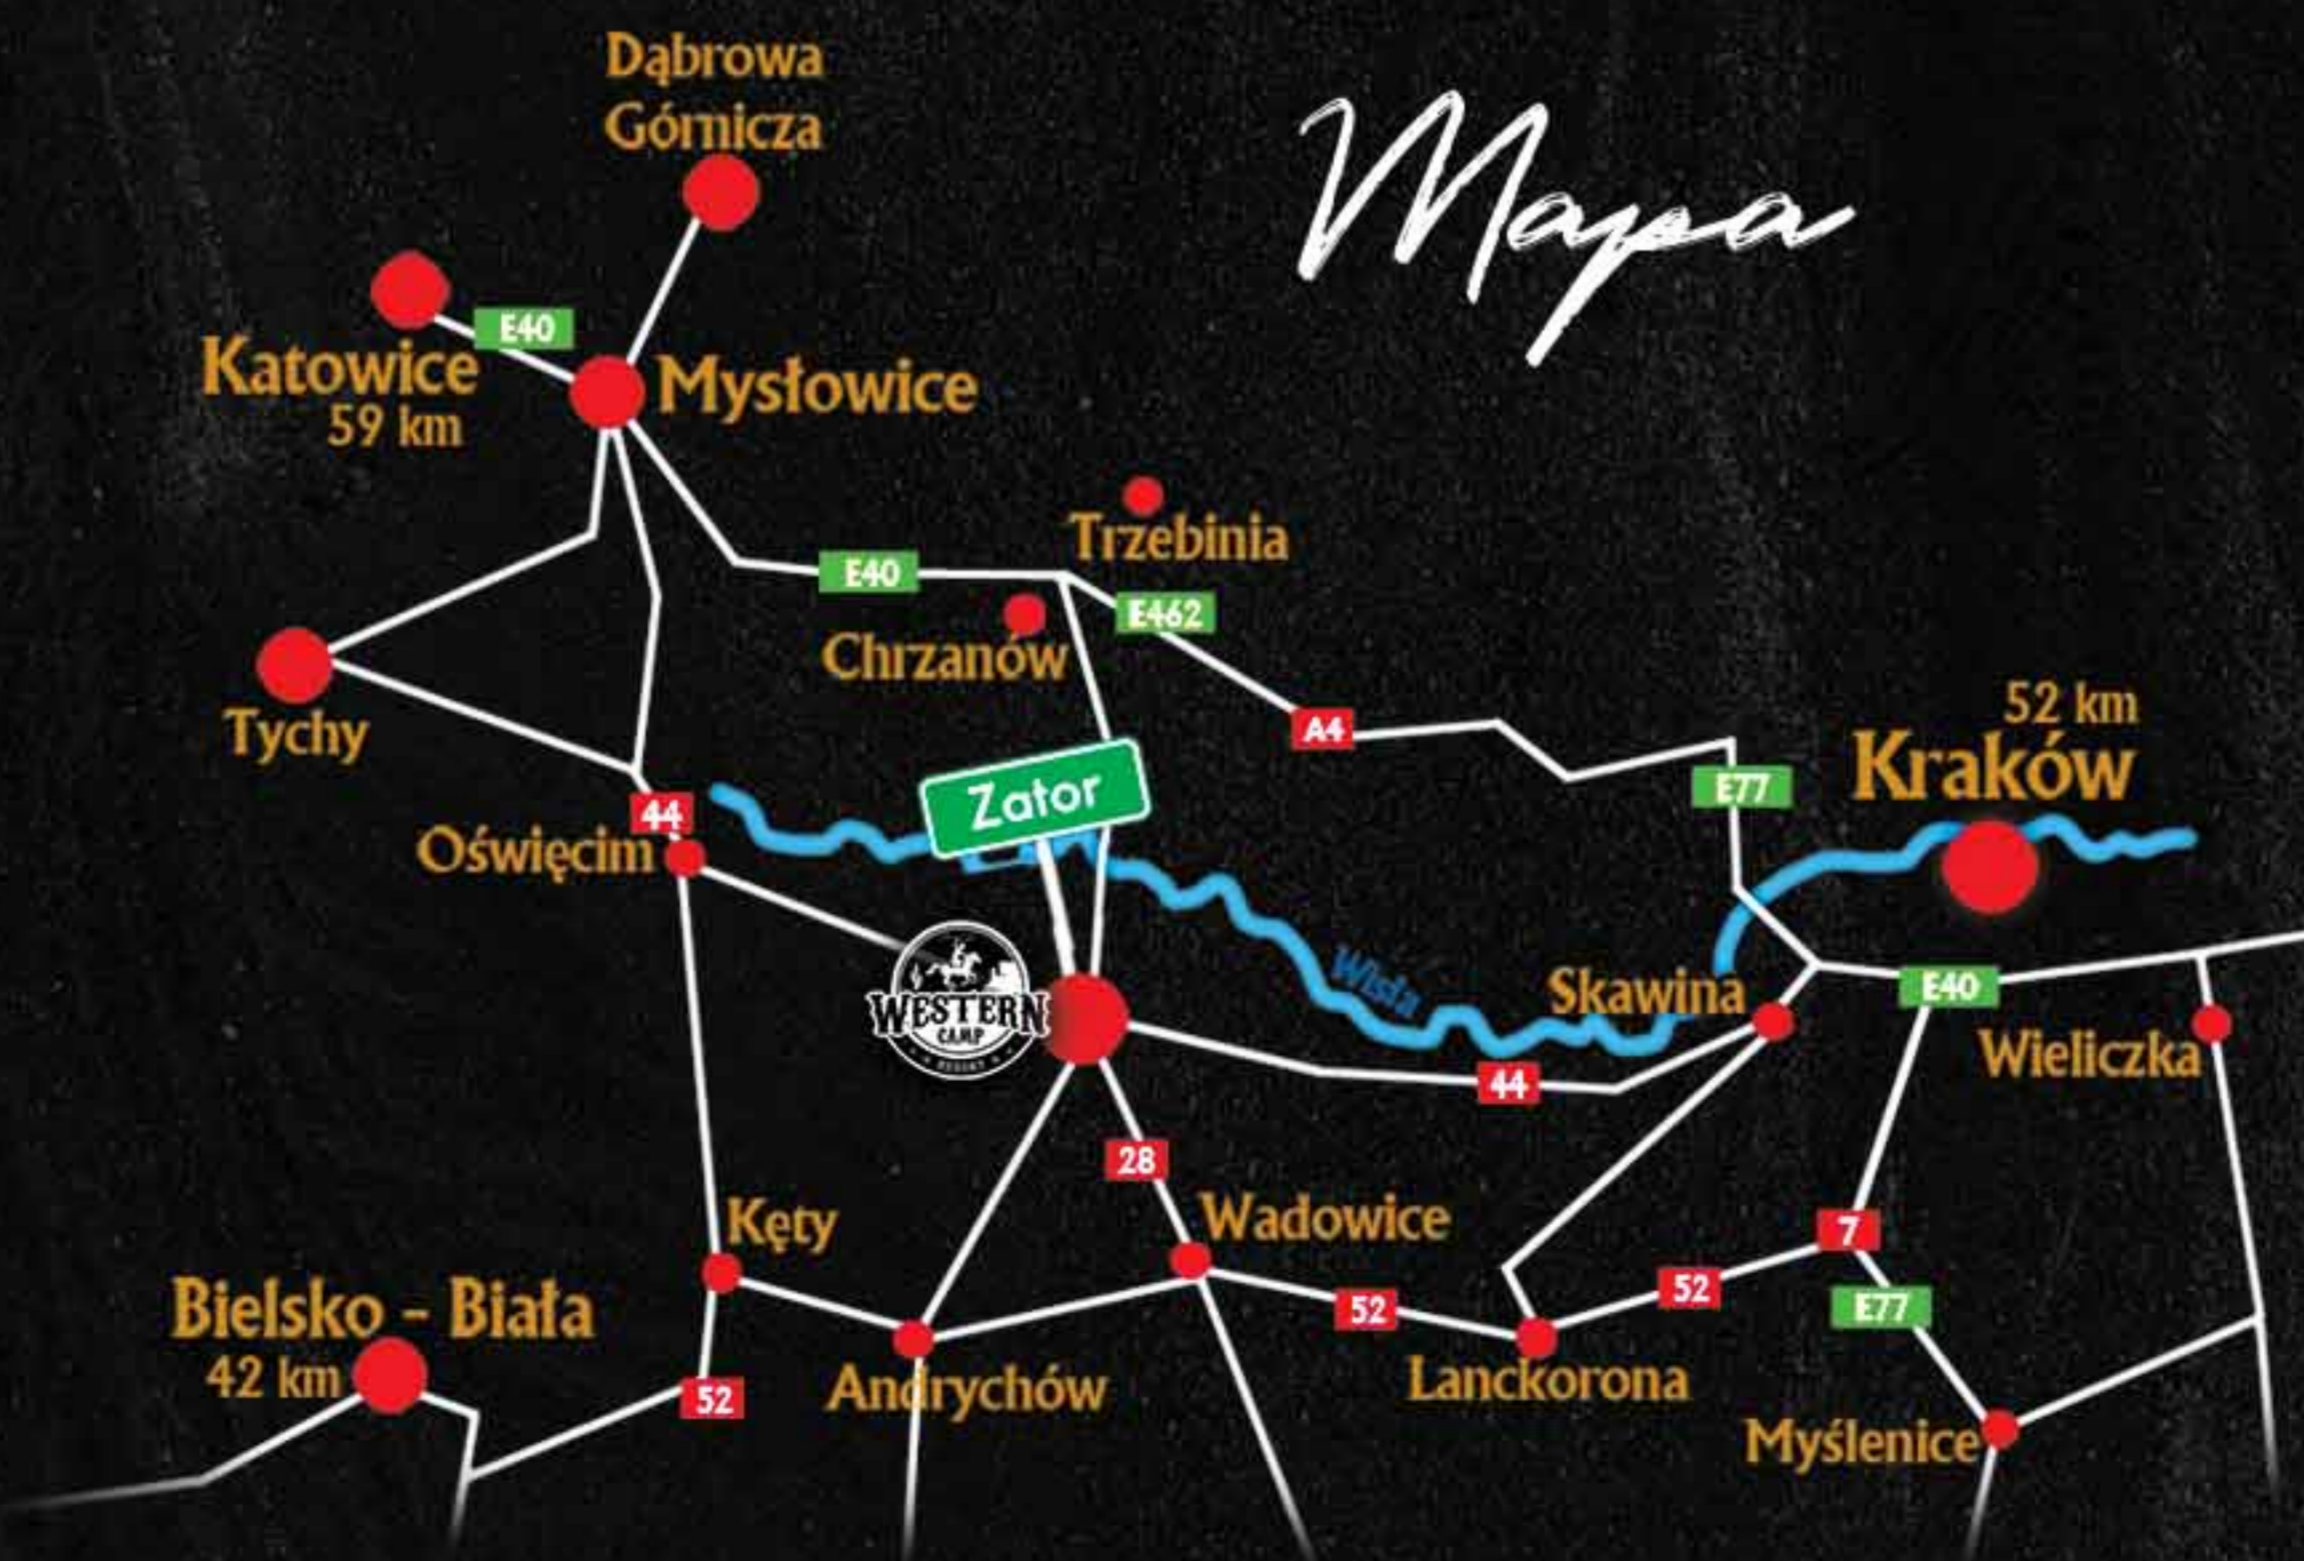 Dąbrowa
Górnicza
Mapa
E40
Katowice
59 km
Mysłowice
Trzebinia
E40
E462
Chrzanów
Tychy
A4
52 km
Kraków
E77
Zator
44
Oświęcim
Wisła
Skawina
E40
WESTERN
CAMP
RESORT
Wieliczka
44
28
Kęty
Wadowice
7
Bielsko - Biała
42 km
52
52
52
E77
Andrychów
Lanckorona
Myślenice